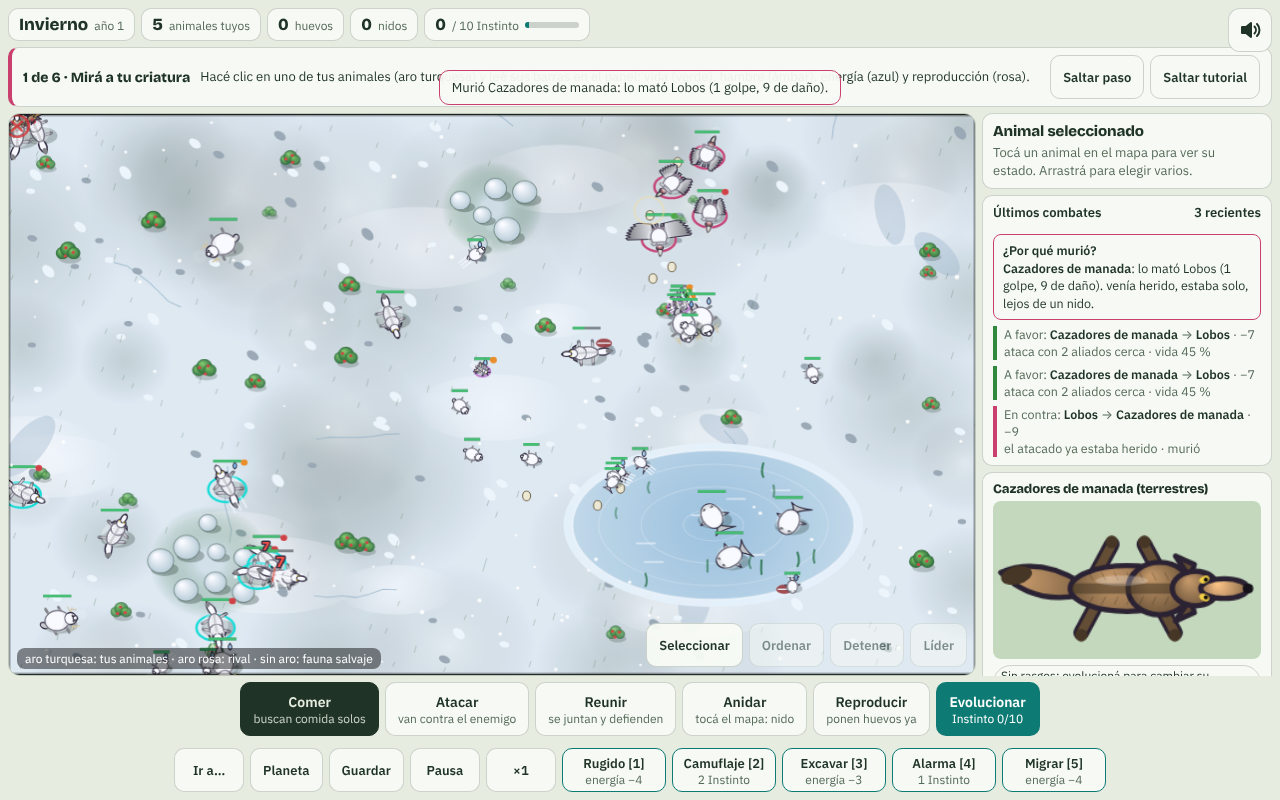 Invierno año 1
5 animales tuyos
0 huevos
0 nidos
0 / 10 Instinto
1 de 6 · Mirá a tu criatura
Hacé clic en uno de tus animales (aro energía (azul) y reproducción (rosa).
Saltar paso
Saltar tutorial
Murió Cazadores de manada: lo mató Lobos (1 golpe, 9 de daño).
7
7
aro turquesa: tus animales · aro rosa: rival · sin aro: fauna salvaje
Seleccionar
Ordenar
Detener
Líder
Animal seleccionado
Tocá un animal en el mapa para ver su
estado. Arrastrá para elegir varios.
Últimos combates
3 recientes
¿Por qué murió?
Cazadores de manada: lo mató Lobos (1
golpe, 9 de daño). venía herido, estaba solo,
lejos de un nido.
A favor: Cazadores de manada → Lobos · −7
ataca con 2 aliados cerca · vida 45 %
A favor: Cazadores de manada → Lobos · −7
ataca con 2 aliados cerca · vida 45 %
En contra: Lobos → Cazadores de manada ·
−9
el atacado ya estaba herido · murió
Cazadores de manada (terrestres)
Sin rasgos: evolucioná para cambiar su
Comer
buscan comida solos
Atacar
van contra el enemigo
Reunir
se juntan y defienden
Anidar
tocá el mapa: nido
Reproducir
ponen huevos ya
Evolucionar
Instinto 0/10
Ir a...
Planeta
Guardar
Pausa
×1
Rugido [1]
energía −4
Camuflaje [2]
2 Instinto
Excavar [3]
energía −3
Alarma [4]
1 Instinto
Migrar [5]
energía −4